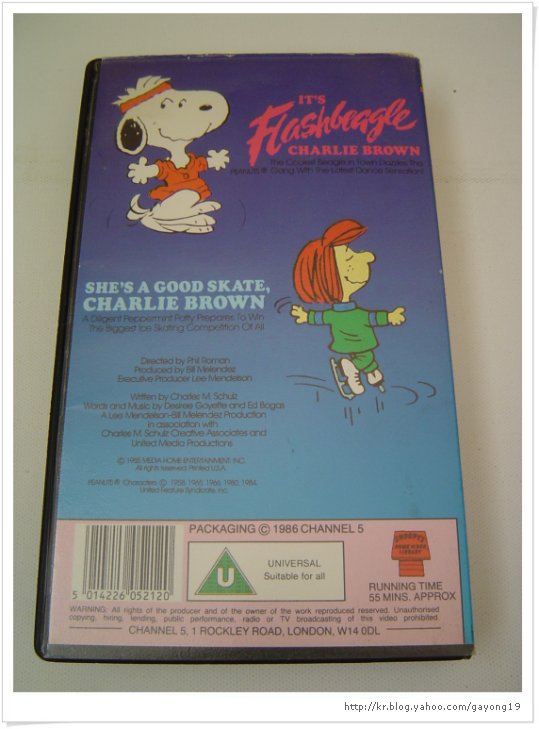 IT'S
Flashbeagle
CHARLIE BROWN
The Coolest Beagle In Town Dazzles The
PEANUTS® Gang With The Latest Dance Sensation!
SHE'S A GOOD SKATE,
CHARLIE BROWN
A Diligent Peppermint Patty Prepares To Win
The Biggest Ice Skating Competition Of All
Directed by Phil Roman
Produced by Bill Melendez
Executive Producer Lee Mendelson
Written by Charles M. Schulz
Words and Music by Desiree Goyette and Ed Bogas
A Lee Mendelson-Bill Melendez Production
in association with
Charles M. Schulz Creative Associates and
United Media Productions
© 1985 MEDIA HOME ENTERTAINMENT, INC.
All rights reserved. Printed U.S.A.
PEANUTS® Characters © 1958, 1965, 1966, 1980, 1984,
United Feature Syndicate, Inc.
PACKAGING © 1986 CHANNEL 5
5 014226 052120
U
UNIVERSAL
Suitable for all
SNOOPY'S
HOME VIDEO
LIBRARY
RUNNING TIME
55 MINS. APPROX
WARNING: All rights of the producer and of the owner of the work reproduced reserved. Unauthorised
copying, hiring, lending, public performance, radio or TV broadcasting of this video prohibited.
CHANNEL 5, 1 ROCKLEY ROAD, LONDON, W14 0DL
http://kr.blog.yahoo.com/gayong19